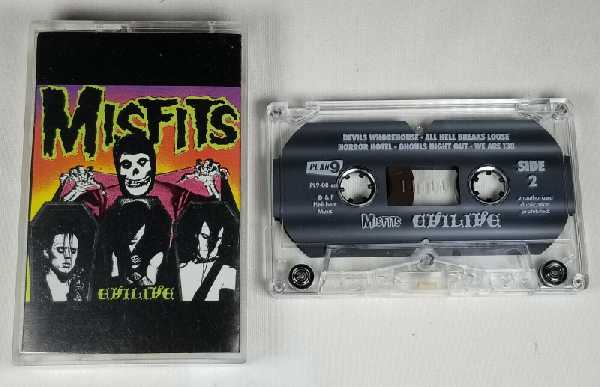 MISFITS
EVILIVE
DEVILS WHOREHOUSE • ALL HELL BREAKS LOOSE
HORROR HOTEL • GHOULS NIGHT OUT • WE ARE 138
PLAN 9
SIDE
2
MISFITS EVILIVE